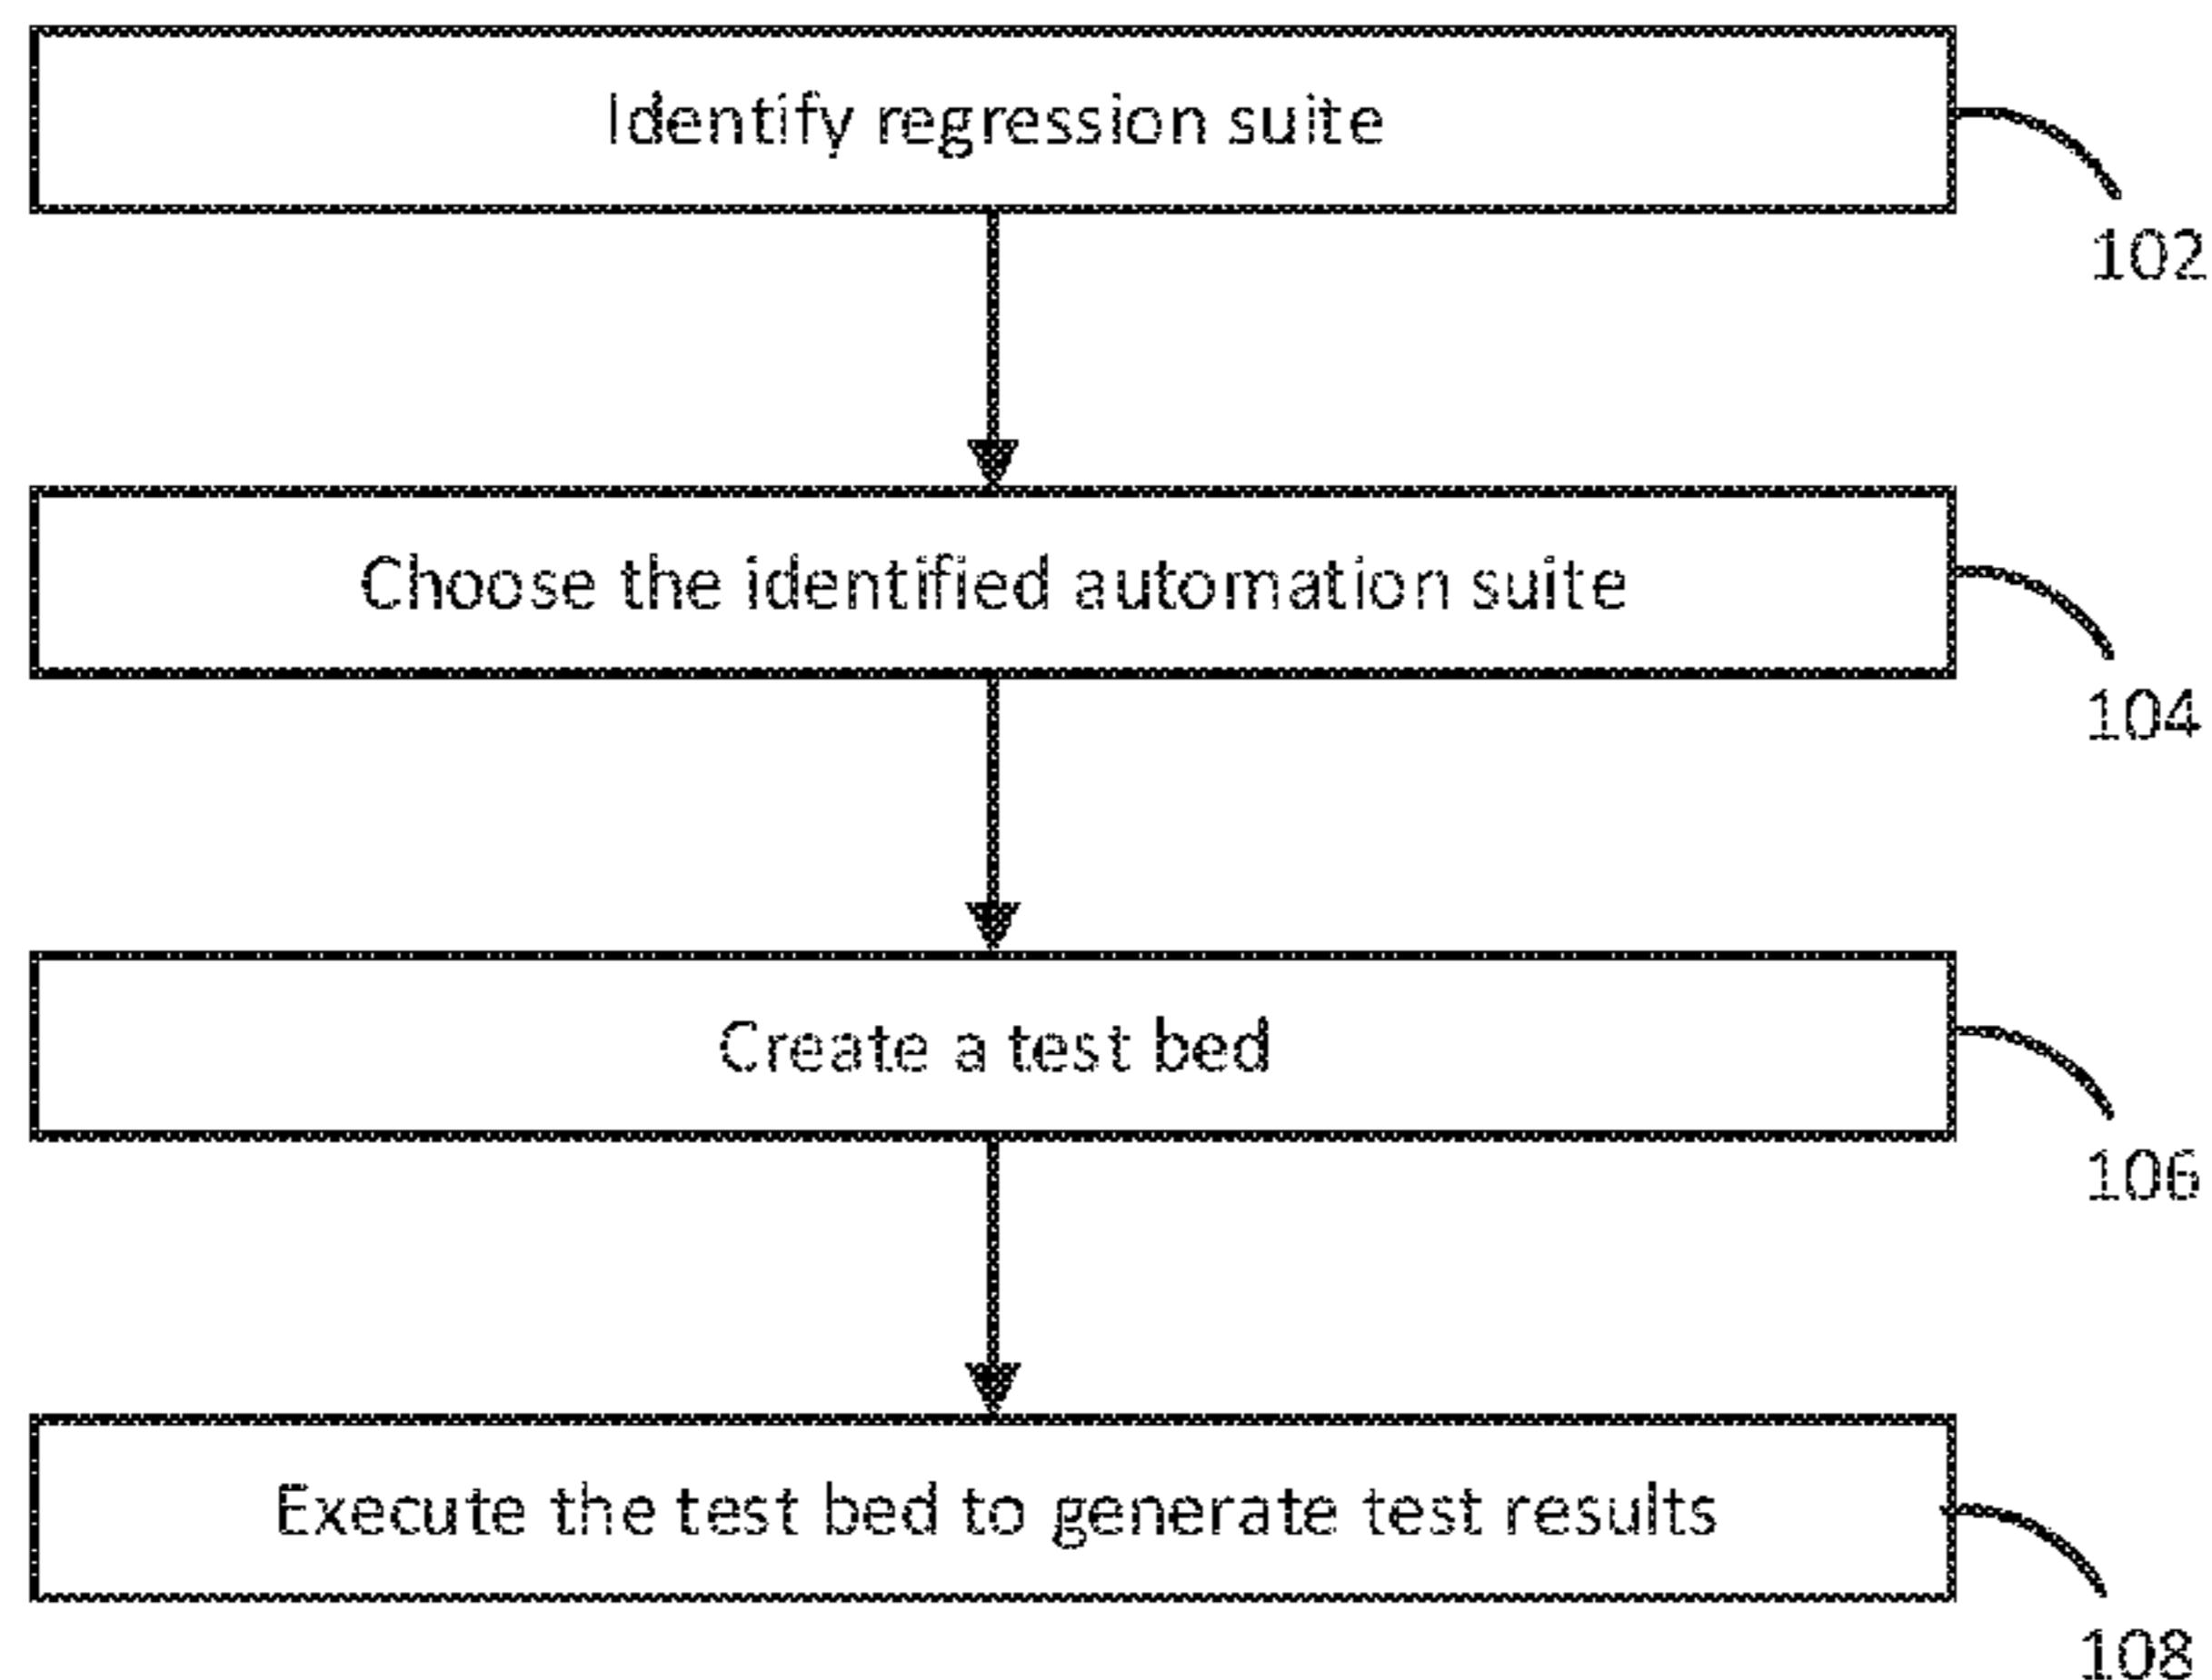 Identify regression suite
102
Choose the identified automation suite
104
Create a test bed
106
Execute the test bed to generate test results
108